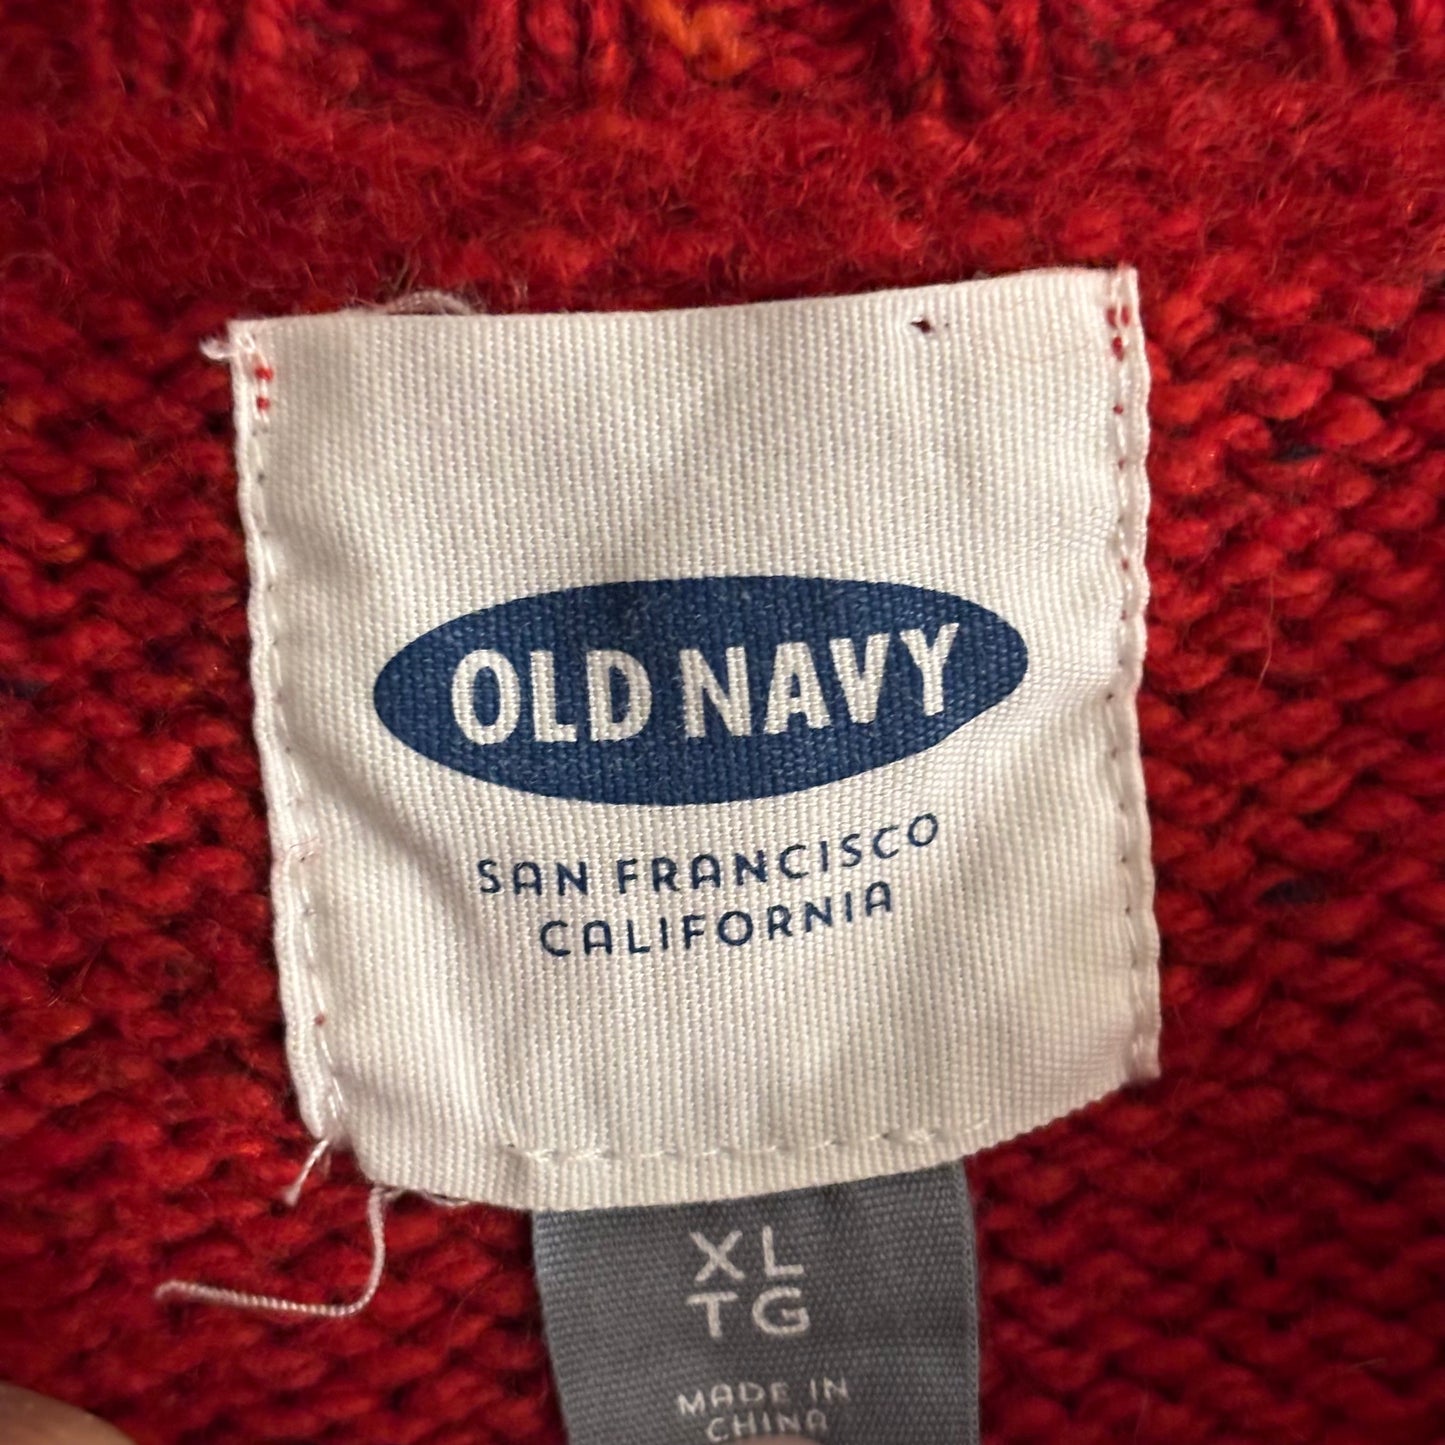 OLD NAVY
SAN FRANCISCO
CALIFORNIA
XL
TG
MADE IN
CHINA